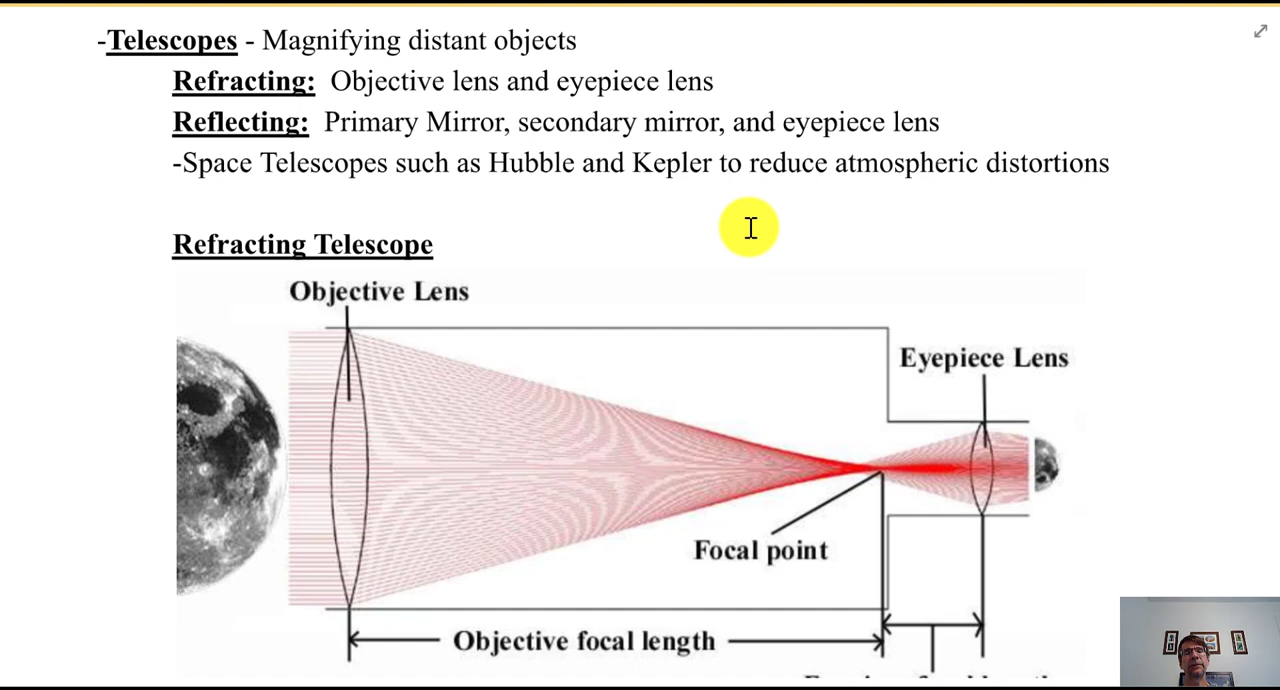 -Telescopes - Magnifying distant objects
Refracting: Objective lens and eyepiece lens
Reflecting: Primary Mirror, secondary mirror, and eyepiece lens
-Space Telescopes such as Hubble and Kepler to reduce atmospheric distortions
Refracting Telescope
Objective Lens
Eyepiece Lens
Focal point
Objective focal length